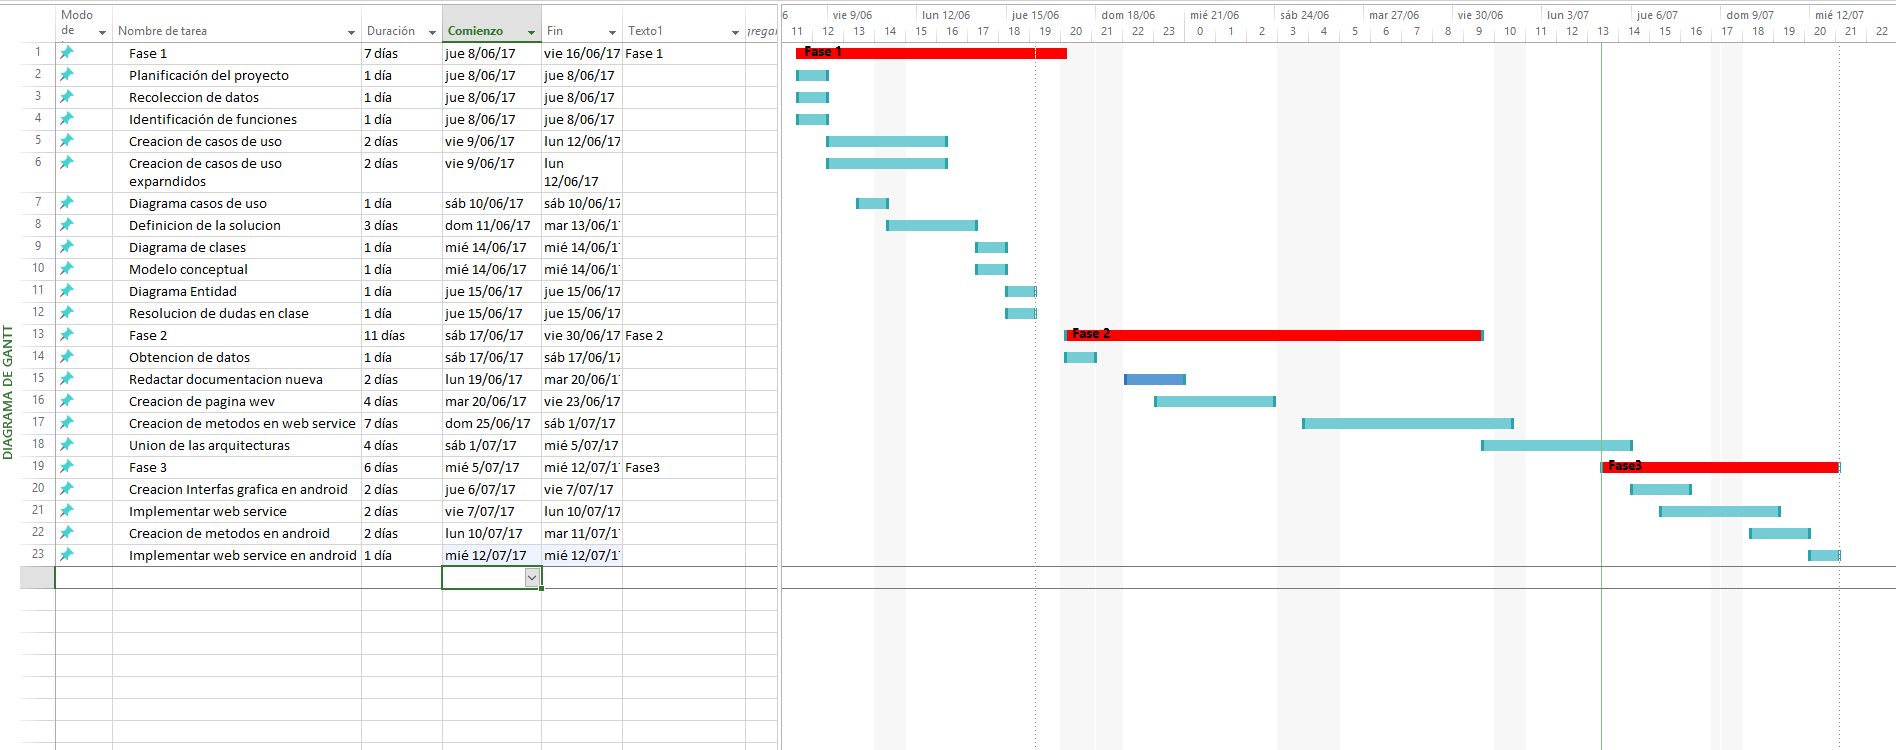 DIAGRAMA DE GANTT
Modo de
Nombre de tarea
Duración
Comienzo
Fin
Texto1
1 Fase 1 7 días jue 8/06/17 vie 16/06/17 Fase 1
2 Planificación del proyecto 1 día jue 8/06/17 jue 8/06/17
3 Recoleccion de datos 1 día jue 8/06/17 jue 8/06/17
4 Identificación de funciones 1 día jue 8/06/17 jue 8/06/17
5 Creacion de casos de uso 2 días vie 9/06/17 lun 12/06/17
6 Creacion de casos de uso 2 días vie 9/06/17 lun
exparndidos 12/06/17
7 Diagrama casos de uso 1 día sáb 10/06/17 sáb 10/06/17
8 Definicion de la solucion 3 días dom 11/06/17 mar 13/06/1
9 Diagrama de clases 1 día mié 14/06/17 mié 14/06/1
10 Modelo conceptual 1 día mié 14/06/17 mié 14/06/1
11 Diagrama Entidad 1 día jue 15/06/17 jue 15/06/17
12 Resolucion de dudas en clase 1 día jue 15/06/17 jue 15/06/17
13 Fase 2 11 días sáb 17/06/17 vie 30/06/17 Fase 2
14 Obtencion de datos 1 día sáb 17/06/17 sáb 17/06/17
15 Redactar documentacion nueva 2 días lun 19/06/17 mar 20/06/1
16 Creacion de pagina wev 4 días mar 20/06/17 vie 23/06/17
17 Creacion de metodos en web service 7 días dom 25/06/17 sáb 1/07/17
18 Union de las arquitecturas 4 días sáb 1/07/17 mié 5/07/17
19 Fase 3 6 días mié 5/07/17 mié 12/07/1 Fase3
20 Creacion Interfas grafica en android 2 días jue 6/07/17 vie 7/07/17
21 Implementar web service 2 días vie 7/07/17 lun 10/07/17
22 Creacion de metodos en android 2 días lun 10/07/17 mar 11/07/1
23 Implementar web service en android 1 día mié 12/07/17 mié 12/07/1
6 vie 9/06 lun 12/06 jue 15/06 dom 18/06 mié 21/06 sáb 24/06 mar 27/06 vie 30/06 lun 3/07 jue 6/07 dom 9/07 mié 12/07
11 12 13 14 15 16 17 18 19 20 21 22 23 0 1 2 3 4 5 6 7 8 9 10 11 12 13 14 15 16 17 18 19 20 21 22
Fase 1
Fase 2
Fase3